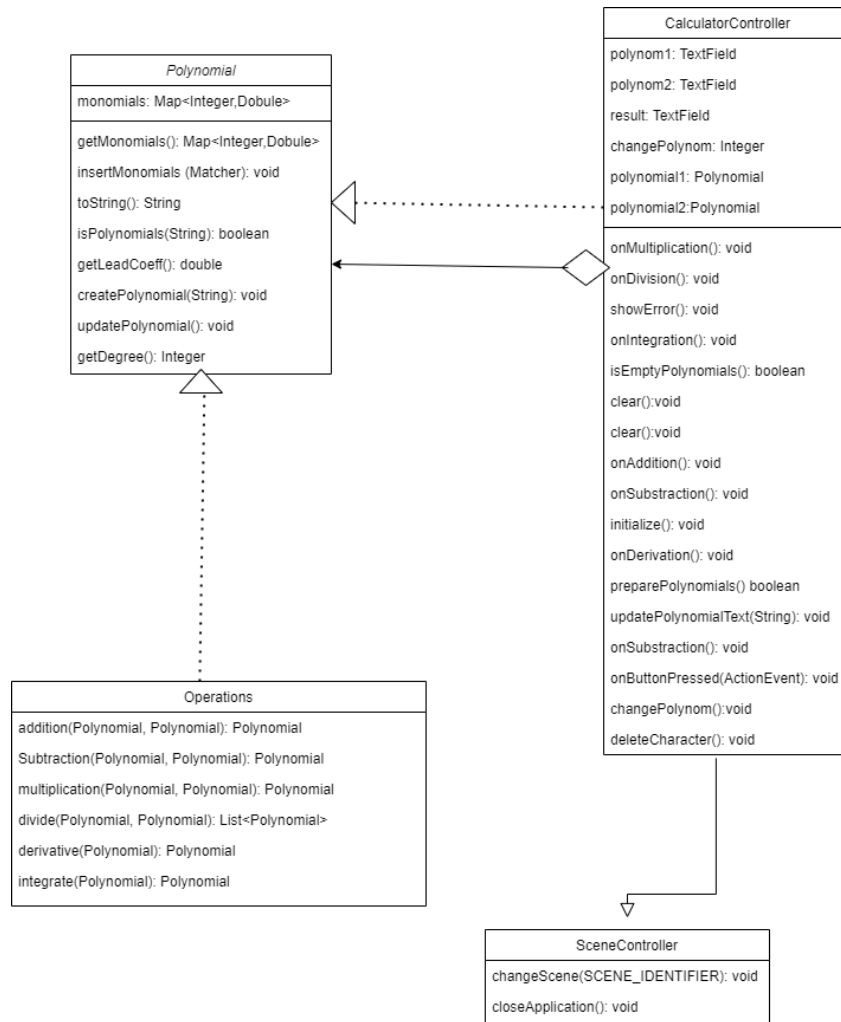 Polynomial
monomials: Map<Integer,Dobule>
getMonomials(): Map<Integer,Dobule>
insertMonomials (Matcher): void
toString(): String
isPolynomials(String): boolean
getLeadCoeff(): double
createPolynomial(String): void
updatePolynomial(): void
getDegree(): Integer
CalculatorController
polynom1: TextField
polynom2: TextField
result: TextField
changePolynom: Integer
polynomial1: Polynomial
polynomial2:Polynomial
onMultiplication(): void
onDivision(): void
showError(): void
onIntegration(): void
isEmptyPolynomials(): boolean
clear():void
clear():void
onAddition(): void
onSubstraction(): void
initialize(): void
onDerivation(): void
preparePolynomials() boolean
updatePolynomialText(String): void
onSubstraction(): void
onButtonPressed(ActionEvent): void
changePolynom():void
deleteCharacter(): void
Operations
addition(Polynomial, Polynomial): Polynomial
Subtraction(Polynomial, Polynomial): Polynomial
multiplication(Polynomial, Polynomial): Polynomial
divide(Polynomial, Polynomial): List<Polynomial>
derivative(Polynomial): Polynomial
integrate(Polynomial): Polynomial
SceneController
changeScene(SCENE_IDENTIFIER): void
closeApplication(): void